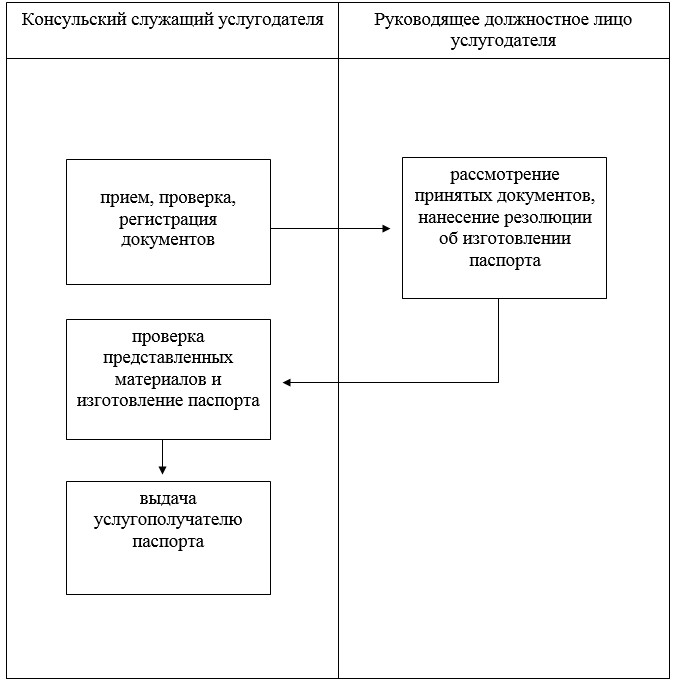 Консульский служащий услугодателя
Руководящее должностное лицо
услугодателя
прием, проверка,
регистрация
документов
рассмотрение
принятых документов,
нанесение резолюции
об изготовлении
паспорта
проверка
представленных
материалов и
изготовление паспорта
выдача
услугополучателю
паспорта